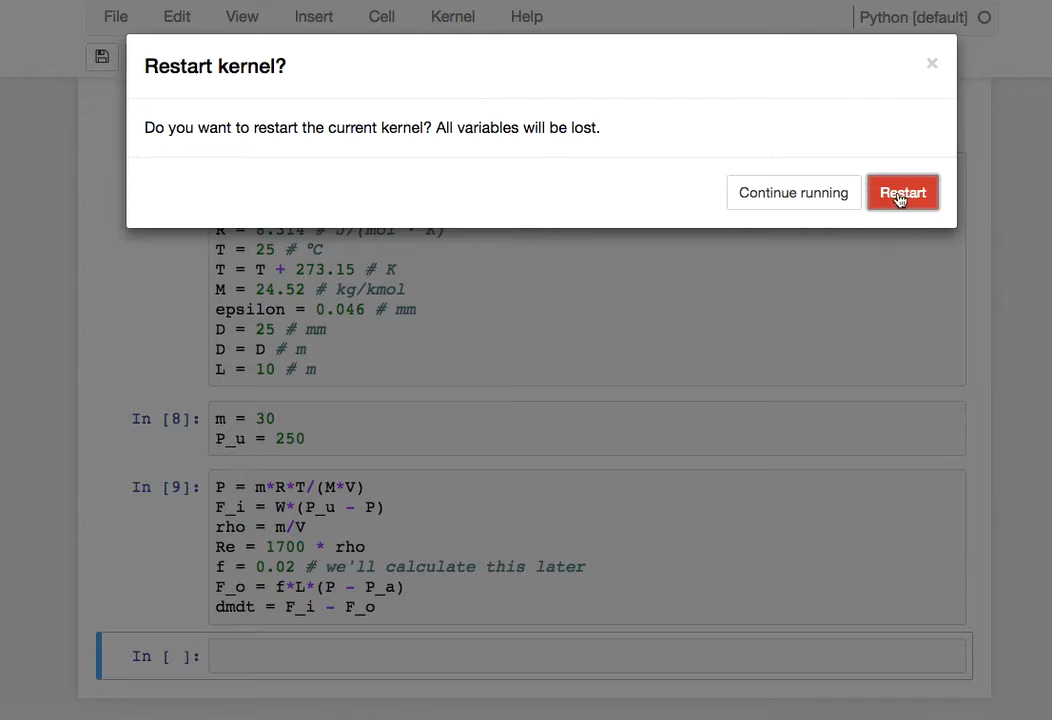 File Edit View Insert Cell Kernel Help Python [default]
Restart kernel?
×
Do you want to restart the current kernel? All variables will be lost.
Continue running Restart
R = 8.314 # J/(mol * K)
T = 25 # °C
T = T + 273.15 # K
M = 24.52 # kg/kmol
epsilon = 0.046 # mm
D = 25 # mm
D = D # m
L = 10 # m
In [8]: m = 30
P_u = 250
In [9]: P = m*R*T/(M*V)
F_i = W*(P_u - P)
rho = m/V
Re = 1700 * rho
f = 0.02 # we'll calculate this later
F_o = f*L*(P - P_a)
dmdt = F_i - F_o
In [ ]: